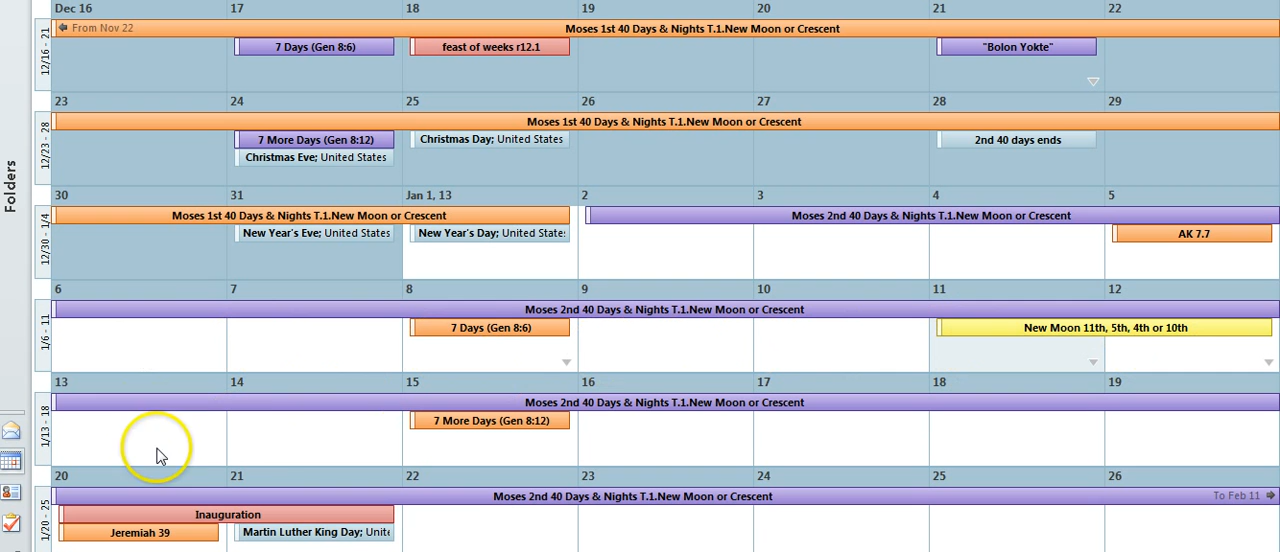 Dec 16 17 18 19 20 21 22
12/16 - 21
From Nov 22 Moses 1st 40 Days & Nights T.1.New Moon or Crescent
7 Days (Gen 8:6) feast of weeks r12.1 "Bolon Yokte"
23 24 25 26 27 28 29
12/23 - 28
Moses 1st 40 Days & Nights T.1.New Moon or Crescent
7 More Days (Gen 8:12) Christmas Day; United States 2nd 40 days ends
Christmas Eve; United States
Folders
30 31 Jan 1, 13 2 3 4 5
12/30 - 1/4
Moses 1st 40 Days & Nights T.1.New Moon or Crescent Moses 2nd 40 Days & Nights T.1.New Moon or Crescent
New Year's Eve; United States New Year's Day; United State: AK 7.7
6 7 8 9 10 11 12
1/6 - 11
Moses 2nd 40 Days & Nights T.1.New Moon or Crescent
7 Days (Gen 8:6) New Moon 11th, 5th, 4th or 10th
13 14 15 16 17 18 19
1/13 - 18
Moses 2nd 40 Days & Nights T.1.New Moon or Crescent
7 More Days (Gen 8:12)
20 21 22 23 24 25 26
1/20 - 25
Moses 2nd 40 Days & Nights T.1.New Moon or Crescent To Feb 11
Inauguration
Jeremiah 39 Martin Luther King Day; Unite